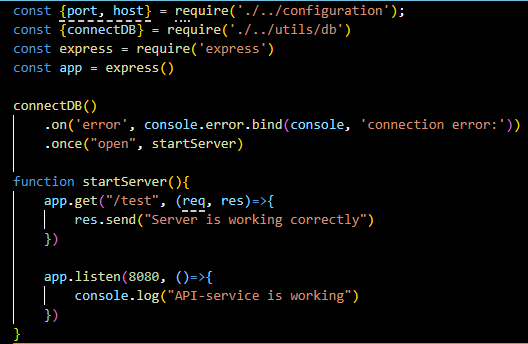 const {port, host} = require('./../configuration');
const {connectDB} = require('./../utils/db')
const express = require('express')
const app = express()
connectDB()
.on('error', console.error.bind(console, 'connection error:'))
.once("open", startServer)
function startServer(){
app.get("/test", (req, res)=>{
res.send("Server is working correctly")
})
app.listen(8080, ()=>{
console.log("API-service is working")
})
}